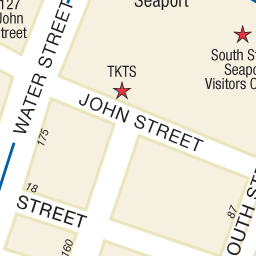 Seaport
127
John
Street
TKTS
South St
Seapo
Visitors C
WATER STREET
JOHN STREET
175
18
STREET
87
160
OUTH ST